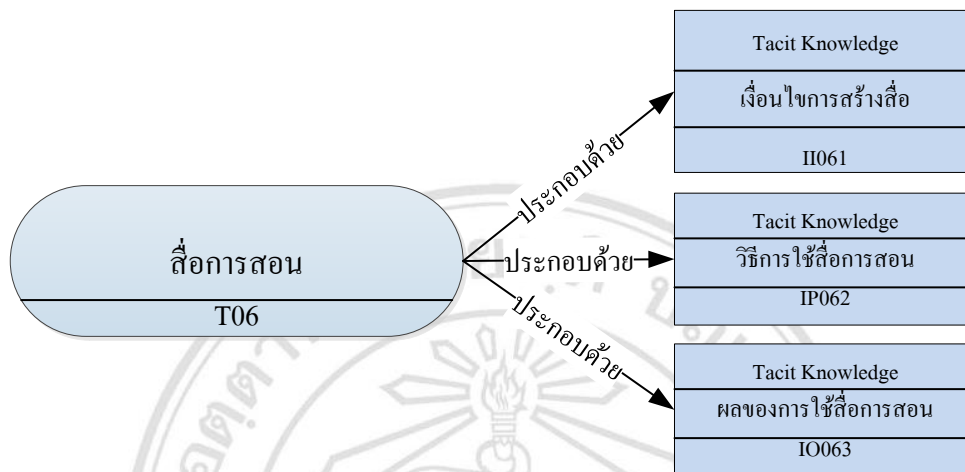 สื่อการสอน
T06
ประกอบด้วย
ประกอบด้วย
ประกอบด้วย
Tacit Knowledge
เงื่อนไขการสร้างสื่อ
II061
Tacit Knowledge
วิธีการใช้สื่อการสอน
IP062
Tacit Knowledge
ผลของการใช้สื่อการสอน
IO063